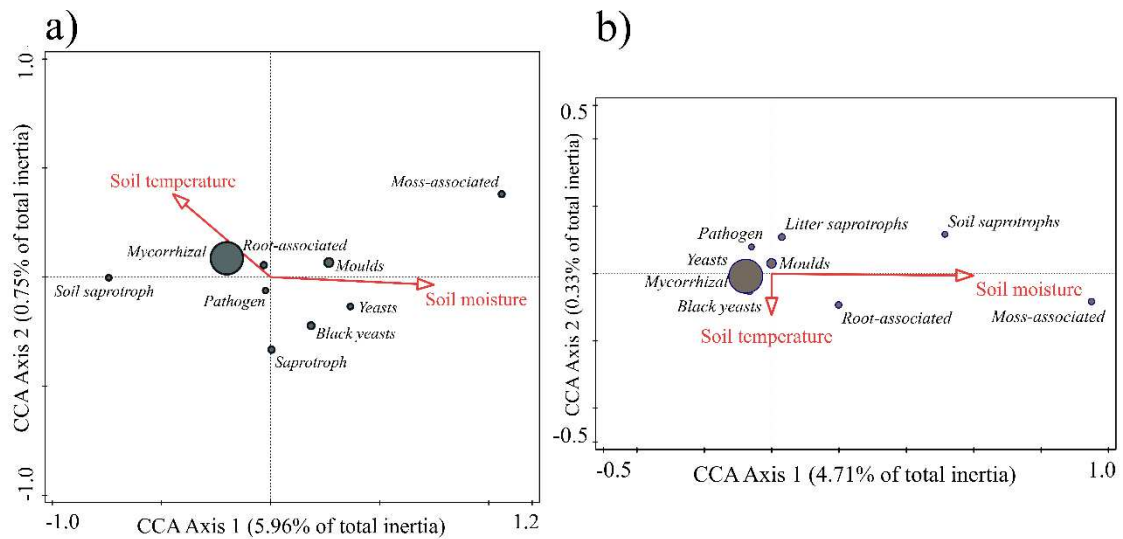 a)
1.0
CCA Axis 2 (0.75% of total inertia)
-1.0
Soil temperature
Moss-associated
Mycorrhizal
Root-associated
Moulds
Soil saprotroph
Pathogen
Soil moisture
Yeasts
Black yeasts
Saprotroph
-1.0
CCA Axis 1 (5.96% of total inertia)
1.2
b)
0.5
CCA Axis 2 (0.33% of total inertia)
-0.5
Litter saprotrophs
Soil saprotrophs
Pathogen
Yeasts
Moulds
Mycorrhizal
Soil moisture
Black yeasts
Root-associated
Moss-associated
Soil temperature
-0.5
CCA Axis 1 (4.71% of total inertia)
1.0